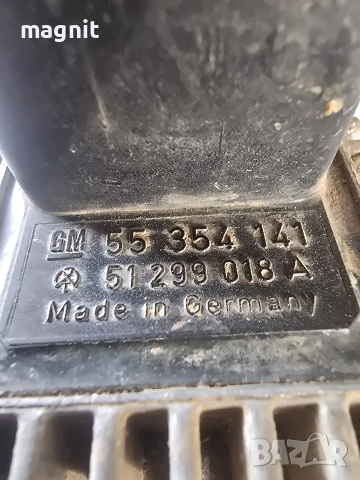 magnit
GM 55 354 141
51 299 018 A
Made in Germany
BAZAR